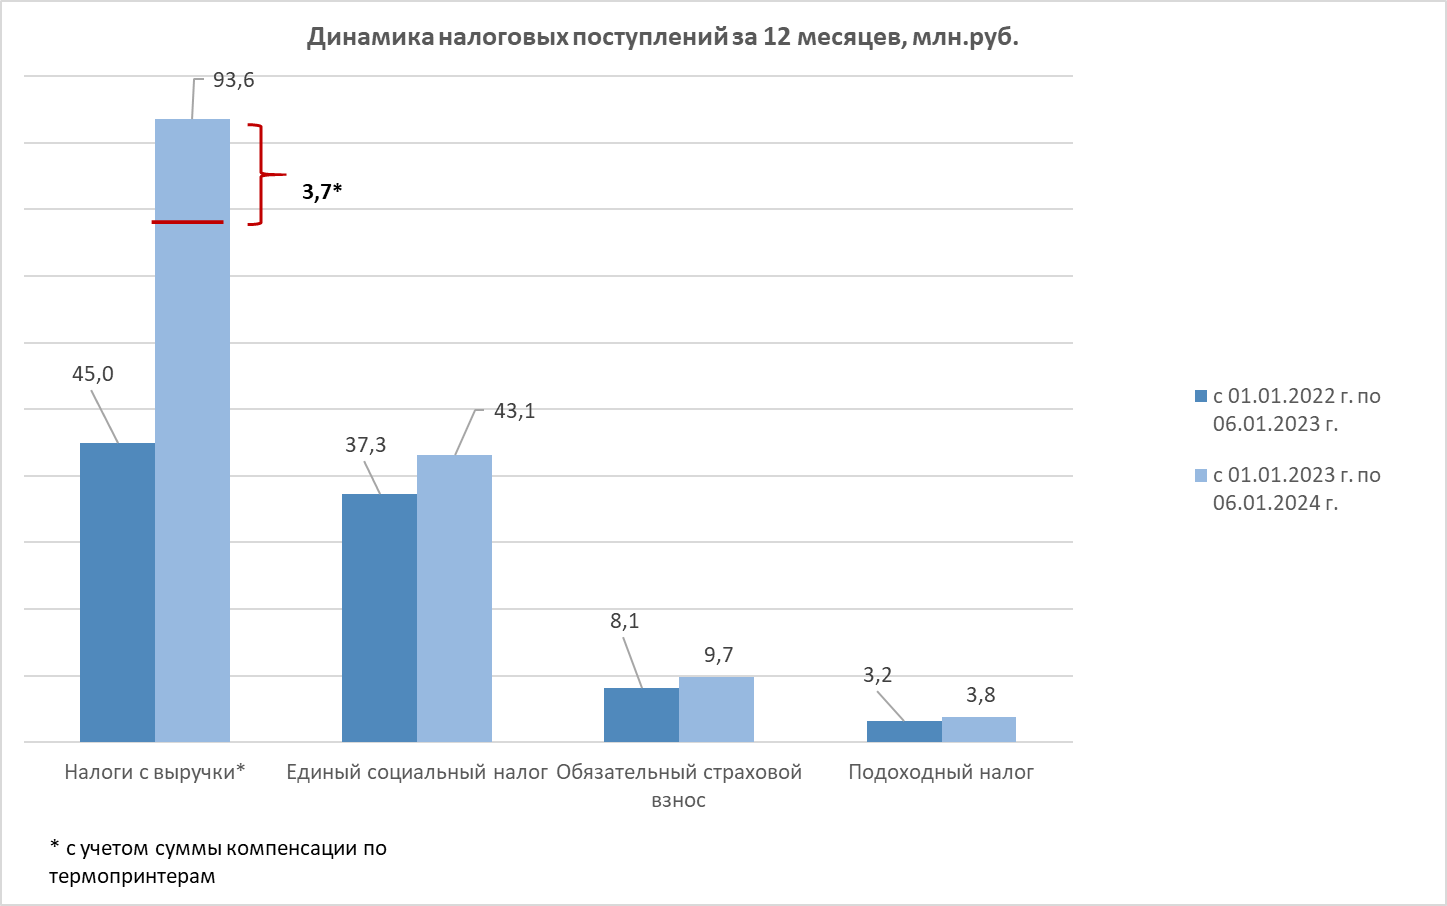 Динамика налоговых поступлений за 12 месяцев, млн.руб.
93,6
3,7*
45,0
37,3
43,1
8,1
9,7
3,2
3,8
с 01.01.2022 г. по
06.01.2023 г.
с 01.01.2023 г. по
06.01.2024 г.
Налоги с выручки*
Единый социальный налог
Обязательный страховой
взнос
Подоходный налог
* с учетом суммы компенсации по
термопринтерам